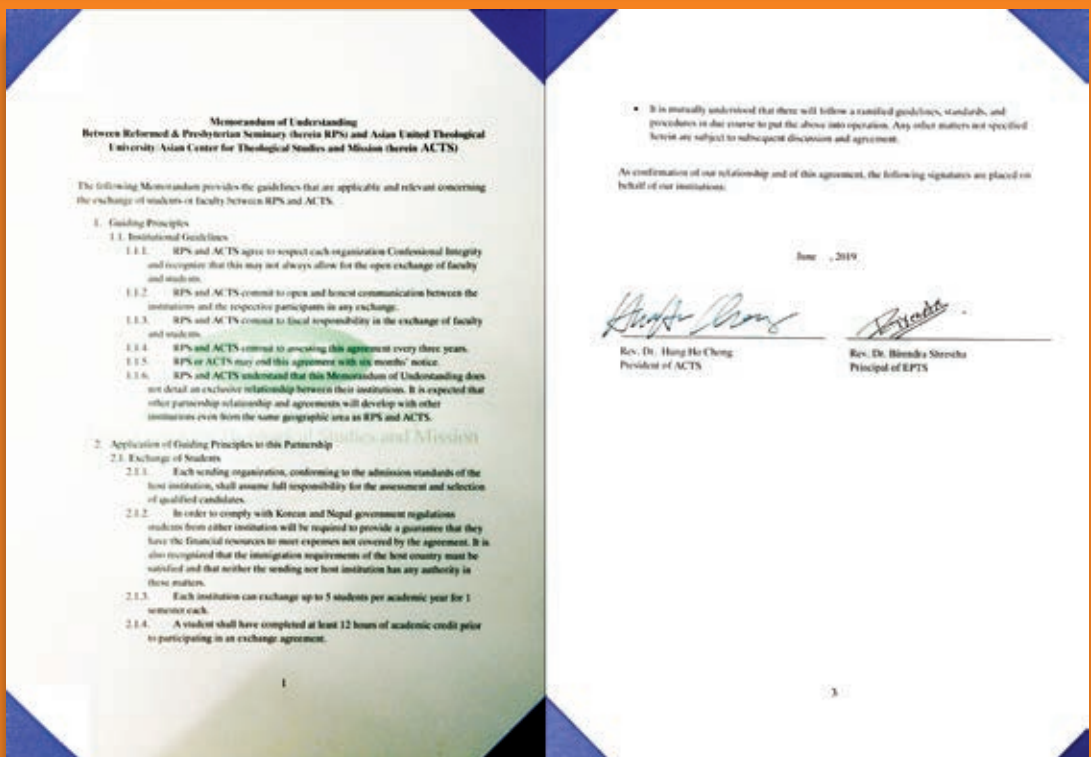 Memorandum of Understanding
Between Reformed & Presbyterian Seminary (herein RPS) and Asian United Theological
University/Asian Center for Theological Studies and Mission (herein ACTS)
The following Memorandum provides the guidelines that are applicable and relevant concerning
the exchange of students or faculty between RPS and ACTS.
1. Guiding Principles
1.1. Institutional Guidelines
1.1.1. RPS and ACTS agree to respect each organization Confessional Integrity
and recognize that this may not always allow for the open exchange of faculty
and students.
1.1.2. RPS and ACTS commit to open and honest communication between the
institutions and the respective participants in any exchange.
1.1.3. RPS and ACTS commit to fiscal responsibility in the exchange of faculty
and students.
1.1.4. RPS and ACTS commit to assessing this agreement every three years.
1.1.5. RPS or ACTS may end this agreement with six months' notice.
1.1.6. RPS and ACTS understand that this Memorandum of Understanding does
not detail an exclusive relationship between their institutions. It is expected that
other partnership relationship and agreements will develop with other
institutions even from the same geographic area as RPS and ACTS.
Studies and Mission
2. Application of Guiding Principles to this Partnership
2.1. Exchange of Students
2.1.1. Each sending organization, conforming to the admission standards of the
host institution, shall assume full responsibility for the assessment and selection
of qualified candidates.
2.1.2. In order to comply with Korean and Nepal government regulations
students from either institution will be required to provide a guarantee that they
have the financial resources to meet expenses not covered by the agreement. It is
also recognized that the immigration requirements of the host country must be
satisfied and that neither the sending nor host institution has any authority in
these matters.
2.1.3. Each institution can exchange up to 5 students per academic year for 1
semester each.
2.1.4. A student shall have completed at least 12 hours of academic credit prior
to participating in an exchange agreement.
1
• It is mutually understood that there will follow a ramified guidelines, standards, and
procedures in due course to put the above into operation. Any other matters not specified
herein are subject to subsequent discussion and agreement.
As confirmation of our relationship and of this agreement, the following signatures are placed on
behalf of our institutions:
June , 2019
Rev. Dr. Hung Ho Chong
President of ACTS
Rev. Dr. Birendra Shrestha
Principal of EPTS
3